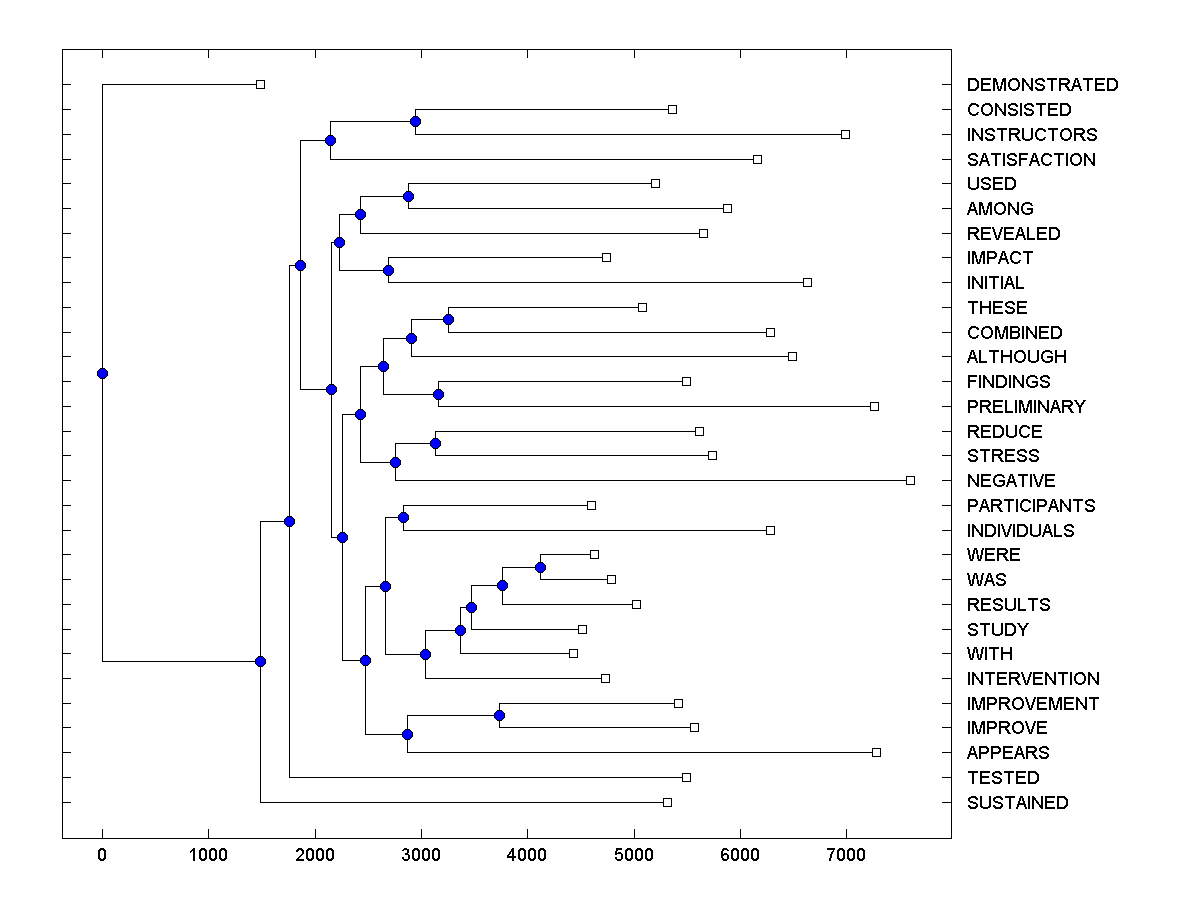 DEMONSTRATED
CONSISTED
INSTRUCTORS
SATISFACTION
USED
AMONG
REVEALED
IMPACT
INITIAL
THESE
COMBINED
ALTHOUGH
FINDINGS
PRELIMINARY
REDUCE
STRESS
NEGATIVE
PARTICIPANTS
INDIVIDUALS
WERE
WAS
RESULTS
STUDY
WITH
INTERVENTION
IMPROVEMENT
IMPROVE
APPEARS
TESTED
SUSTAINED
0 1000 2000 3000 4000 5000 6000 7000